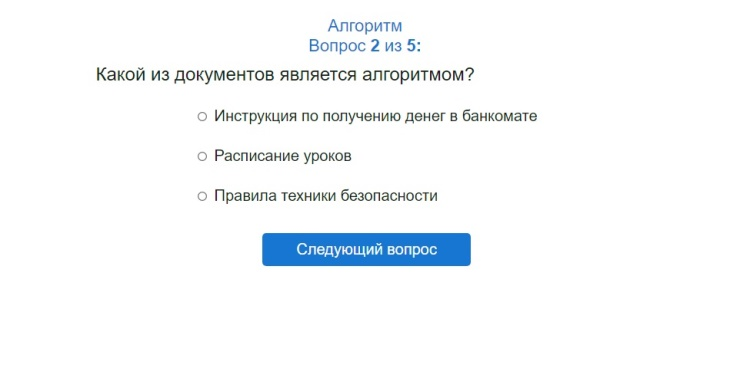 Алгоритм
Вопрос 2 из 5:
Какой из документов является алгоритмом?
Инструкция по получению денег в банкомате
Расписание уроков
Правила техники безопасности
Следующий вопрос